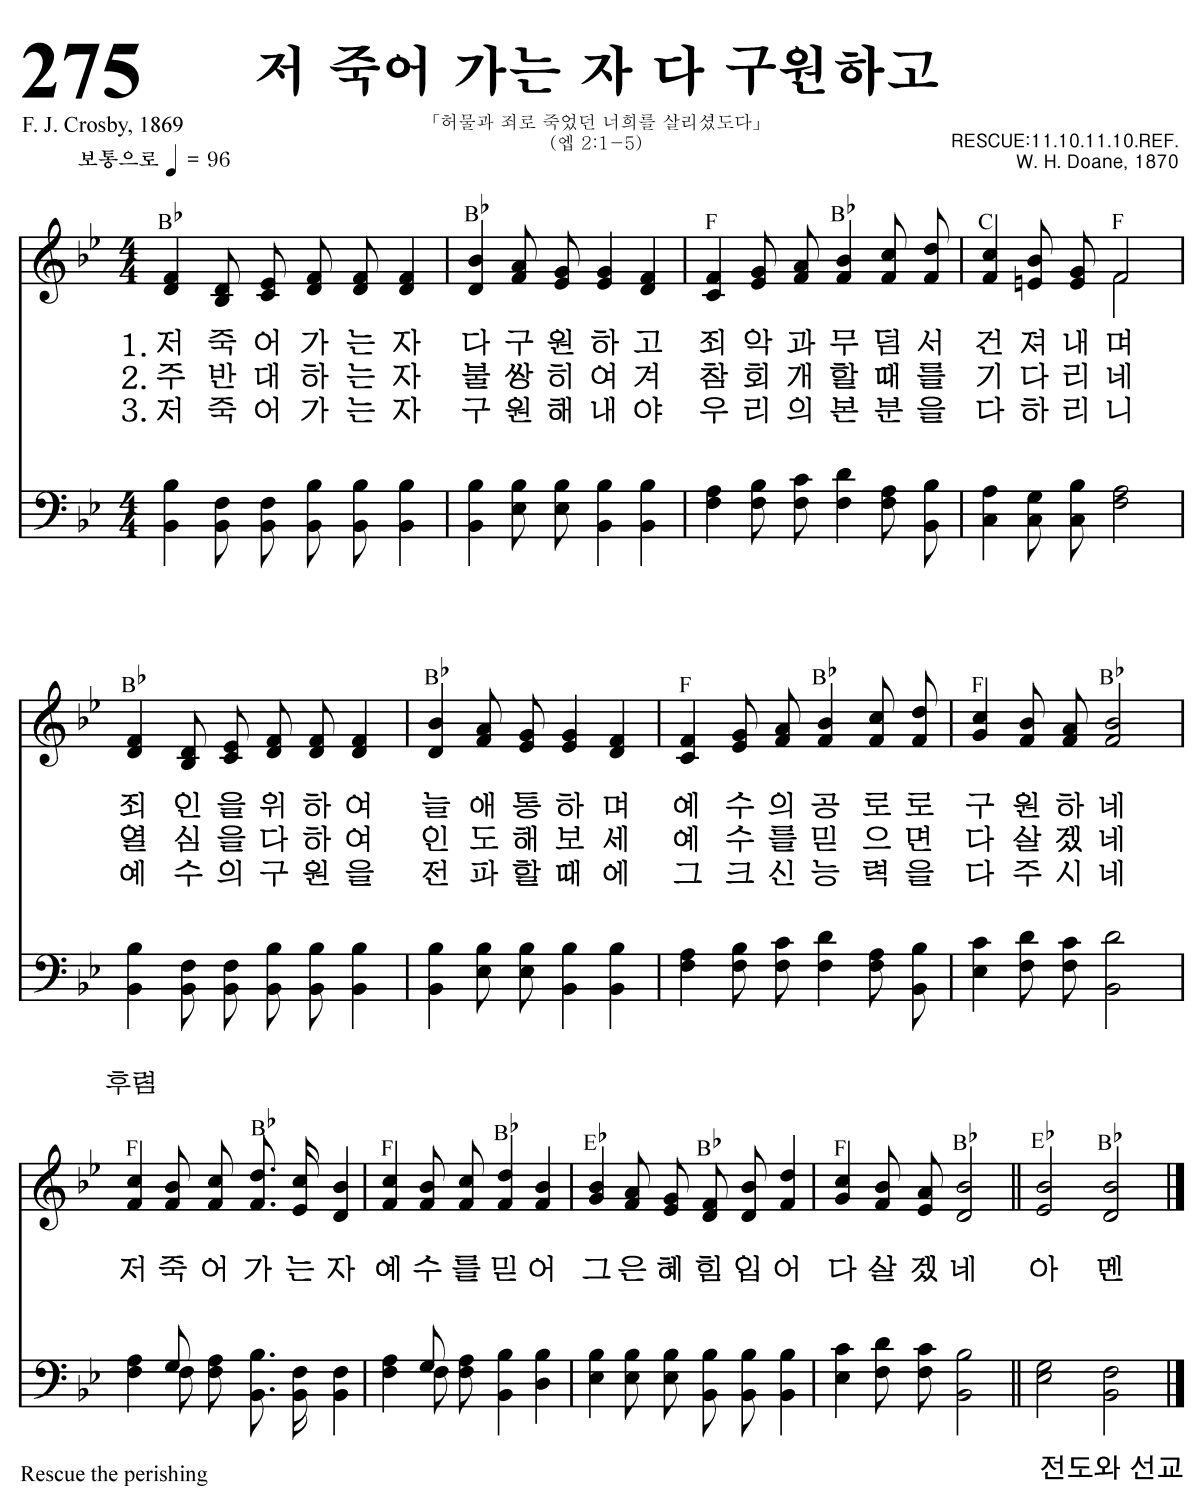 275 저 죽어 가는 자 다 구원하고
F. J. Crosby, 1869
「허물과 죄로 죽었던 너희를 살리셨도다」
(엡 2:1-5)
보통으로 ♩ = 96
RESCUE:11.10.11.10.REF.
W. H. Doane, 1870
B♭ B♭ F B♭ C F
1. 저 죽 어 가 는 자 다 구 원 하 고 죄 악 과 무 덤 서 건 져 내 며
2. 주 반 대 하 는 자 불 쌍 히 여 겨 참 회 개 할 때 를 기 다 리 네
3. 저 죽 어 가 는 자 구 원 해 내 야 우 리 의 본 분 을 다 하 리 니
B♭ B♭ F B♭ F B♭
죄 인 을 위 하 여 늘 애 통 하 며 예 수 의 공 로 로 구 원 하 네
열 심 을 다 하 여 인 도 해 보 세 예 수 를 믿 으 면 다 살 겠 네
예 수 의 구 원 을 전 파 할 때 에 그 크 신 능 력 을 다 주 시 네
후렴
F B♭ F B♭ E♭ B♭ F B♭ E♭ B♭
저 죽 어 가 는 자 예 수 를 믿 어 그 은 혜 힘 입 어 다 살 겠 네 아 멘
Rescue the perishing
전도와 선교